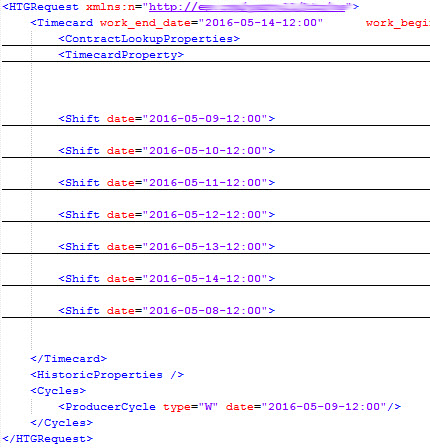 <HTGRequest xmlns:n="http://e">
<Timecard work_end_date="2016-05-14-12:00" work_begi
<ContractLookupProperties>
<TimecardProperty>
<Shift date="2016-05-09-12:00">
<Shift date="2016-05-10-12:00">
<Shift date="2016-05-11-12:00">
<Shift date="2016-05-12-12:00">
<Shift date="2016-05-13-12:00">
<Shift date="2016-05-14-12:00">
<Shift date="2016-05-08-12:00">
</Timecard>
<HistoricProperties />
<Cycles>
<ProducerCycle type="W" date="2016-05-09-12:00"/>
</Cycles>
</HTGRequest>